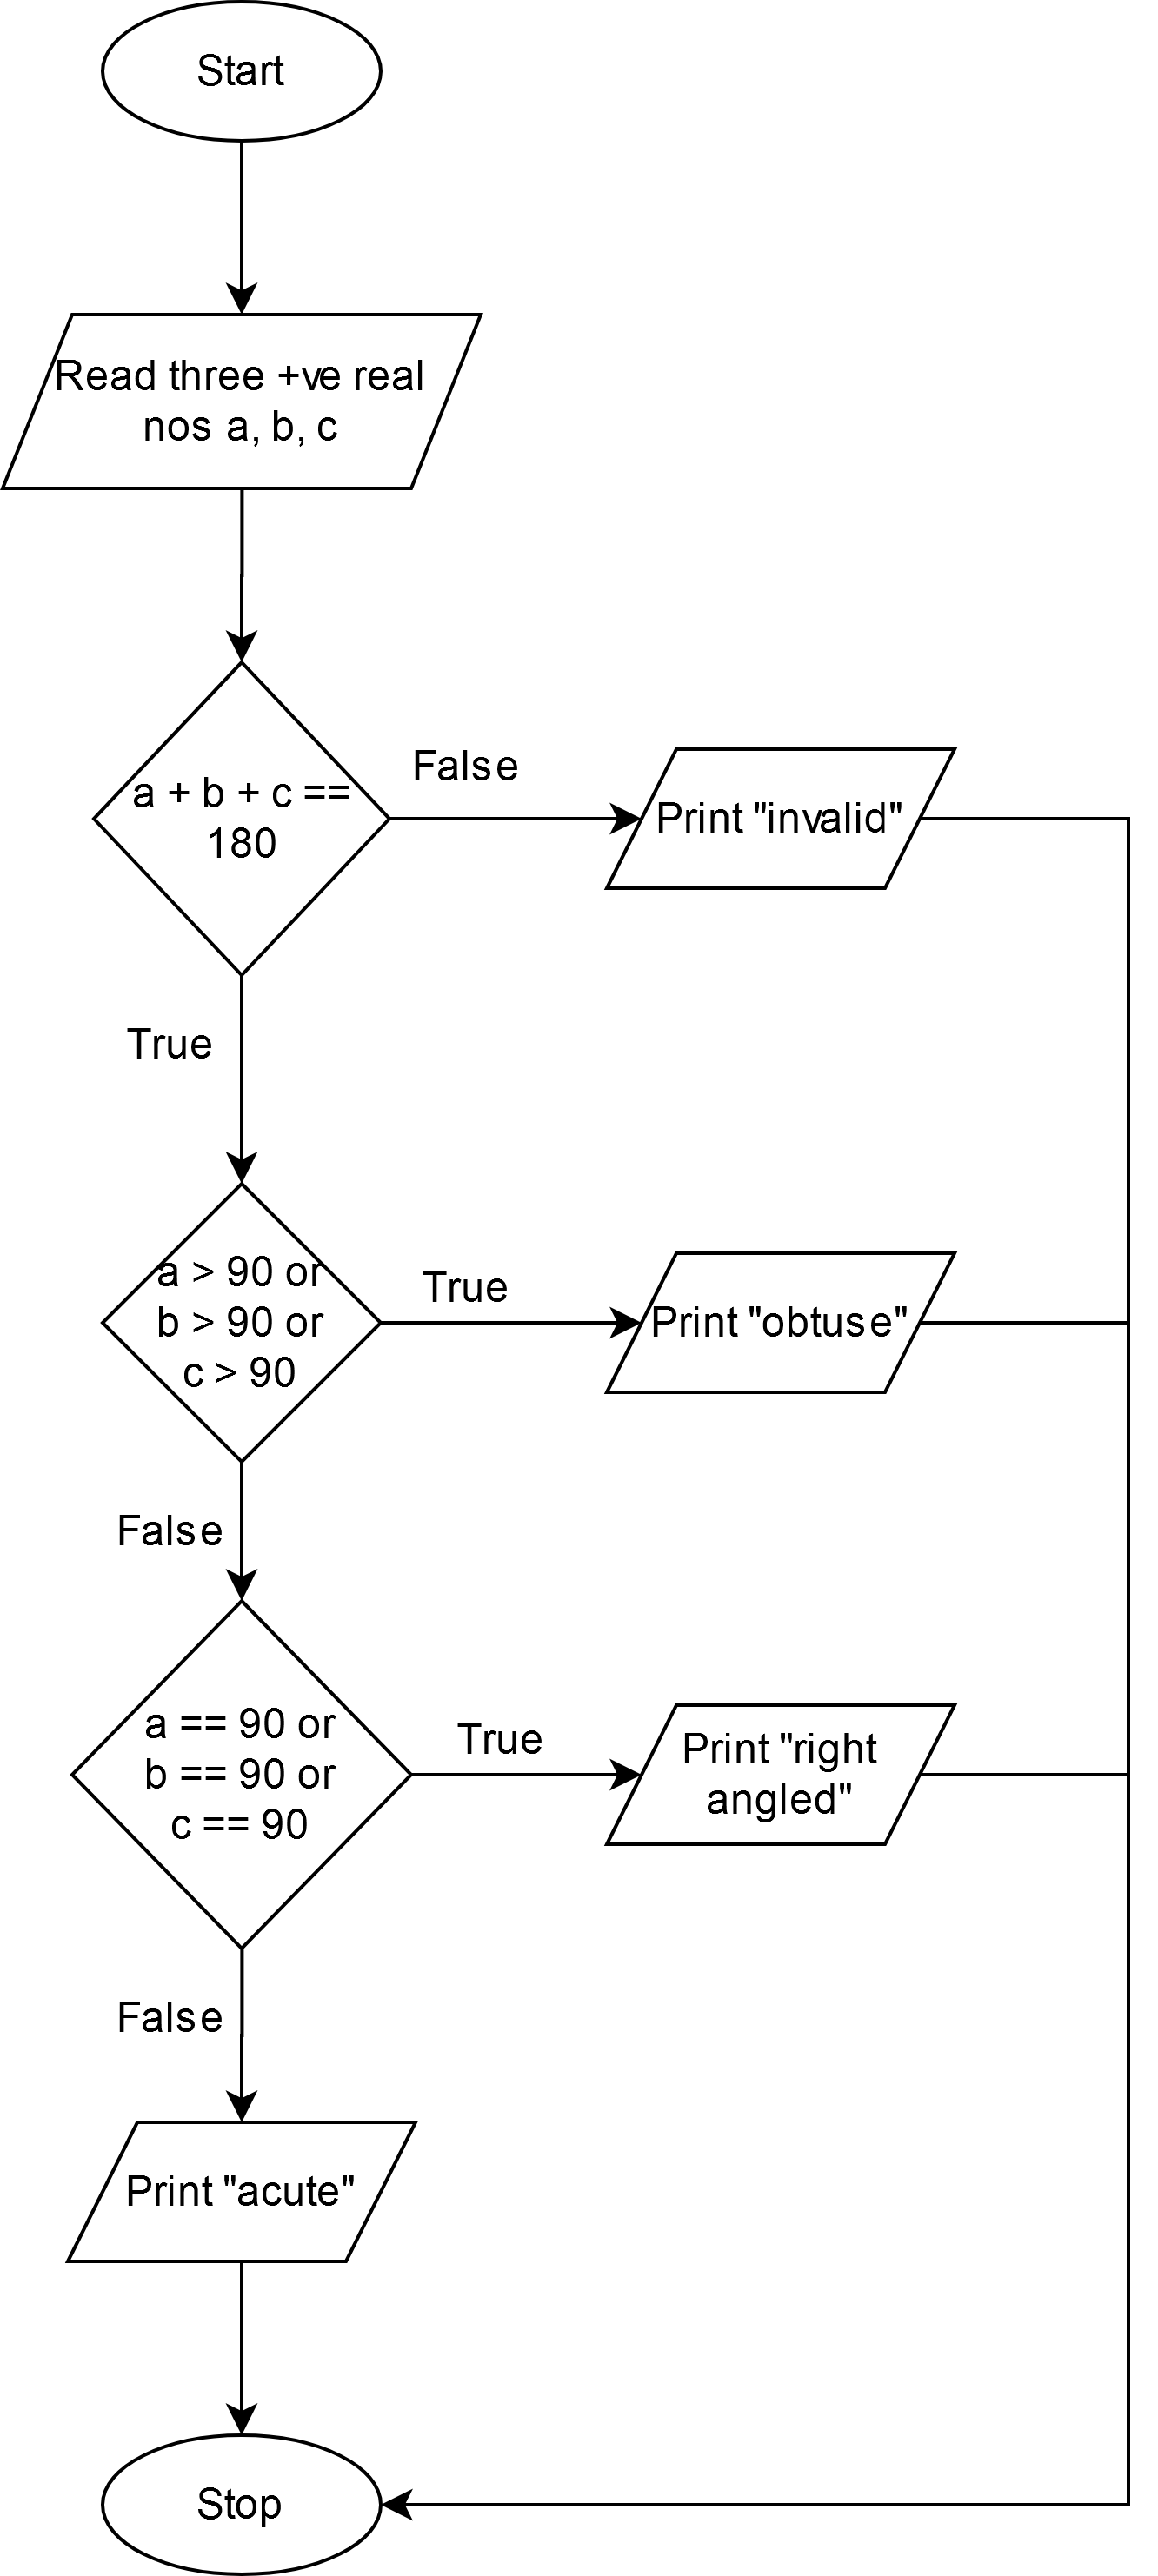 Start
Read three +ve real
nos a, b, c
a + b + c ==
180
False
Print "invalid"
True
a > 90 or
b > 90 or
c > 90
True
Print "obtuse"
False
a == 90 or
b == 90 or
c == 90
True
Print "right
angled"
False
Print "acute"
Stop